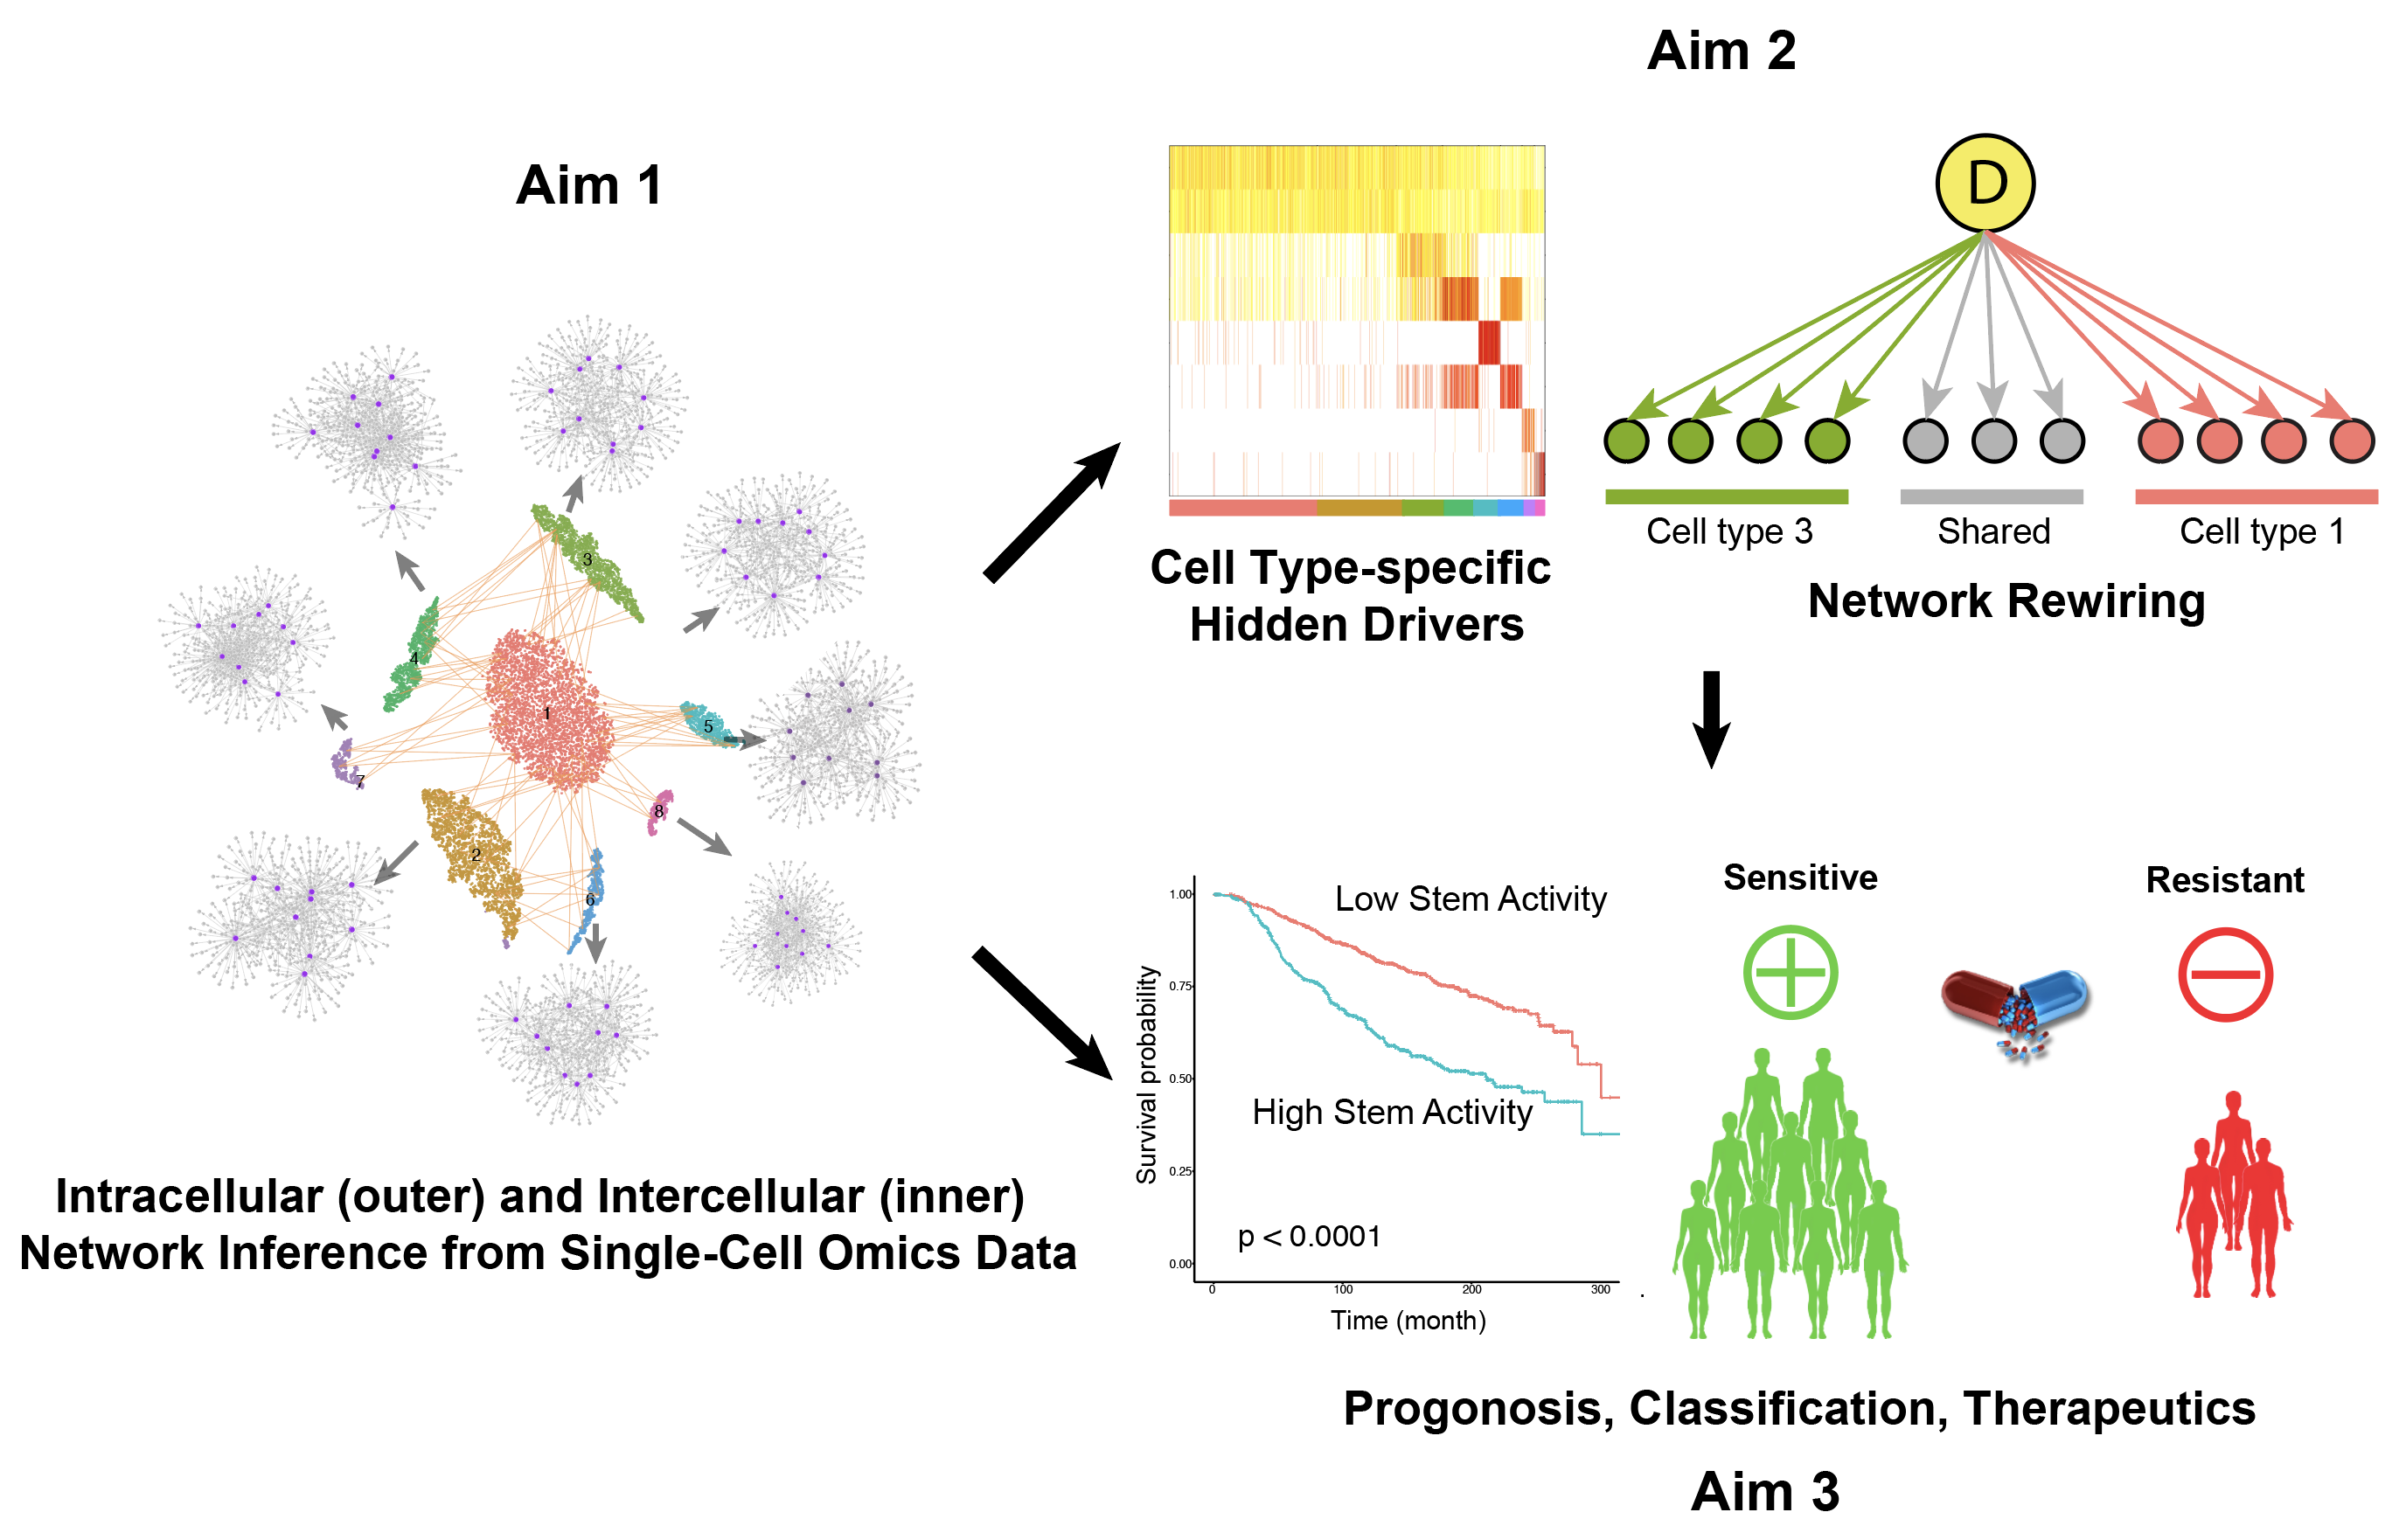 Aim 1
3
4
1
5
7
8
2
6
Intracellular (outer) and Intercellular (inner)
Network Inference from Single-Cell Omics Data
Aim 2
Cell Type-specific
Hidden Drivers
D
Cell type 3
Shared
Cell type 1
Network Rewiring
Survival probability
1.00
0.75
0.50
0.25
0.00
Low Stem Activity
High Stem Activity
p < 0.0001
0
100
200
300
Time (month)
Sensitive
Resistant
Progonosis, Classification, Therapeutics
Aim 3